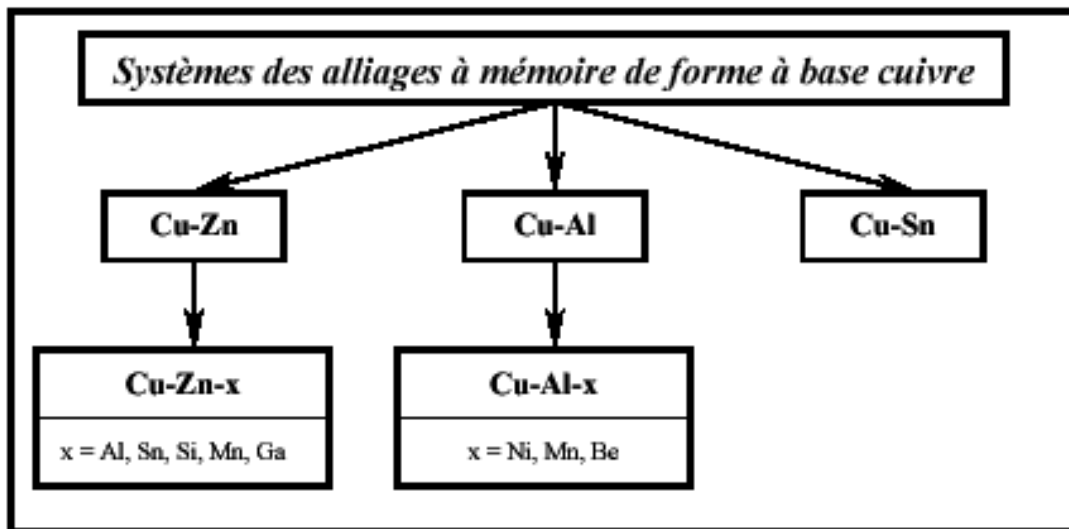 Systèmes des alliages à mémoire de forme à base cuivre
Cu-Zn
Cu-Al
Cu-Sn
Cu-Zn-x
x = Al, Sn, Si, Mn, Ga
Cu-Al-x
x = Ni, Mn, Be